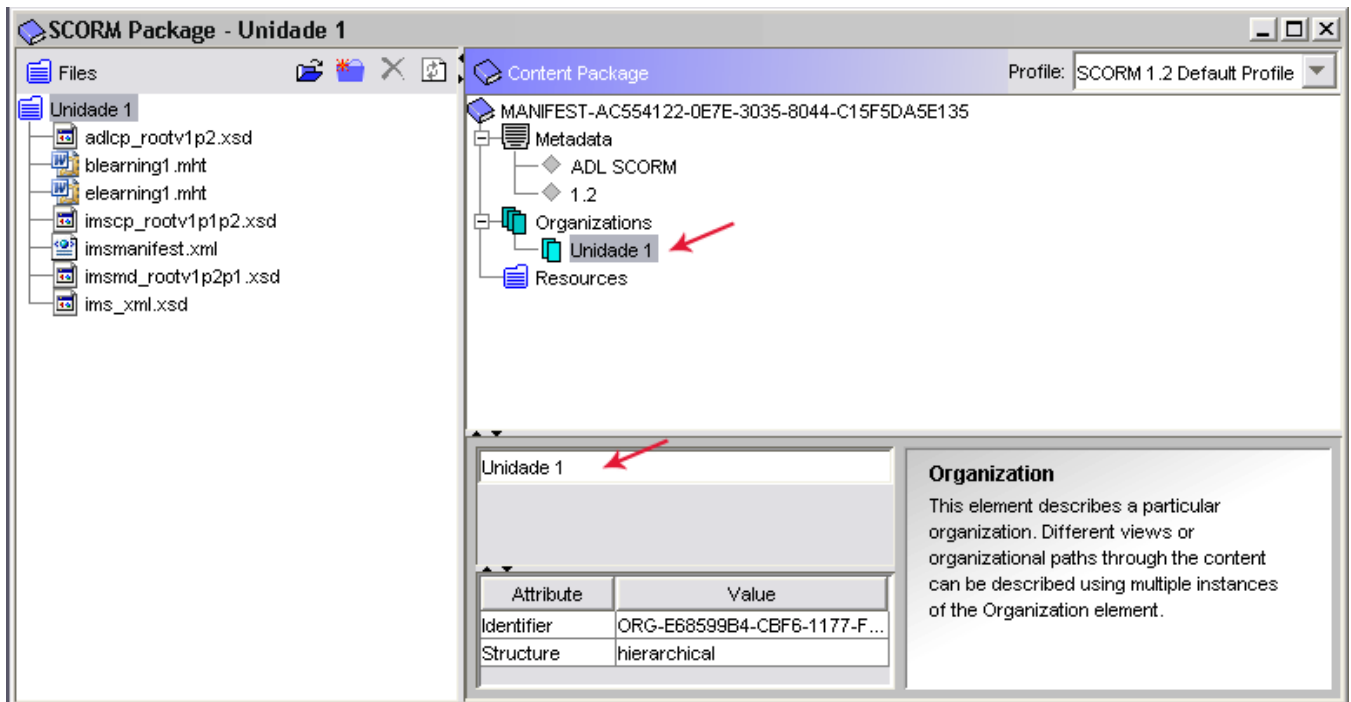 SCORM Package - Unidade 1
Files
Unidade 1
adlcp_rootv1p2.xsd
blearning1.mht
elearning1.mht
imscp_rootv1p1p2.xsd
imsmanifest.xml
imsmd_rootv1p2p1.xsd
ims_xml.xsd
Content Package
Profile: SCORM 1.2 Default Profile
MANIFEST-AC554122-0E7E-3035-8044-C15F5DA5E135
Metadata
ADL SCORM
1.2
Organizations
Unidade 1
Resources
Unidade 1
Attribute Value
Identifier ORG-E68599B4-CBF6-1177-F...
Structure hierarchical
Organization
This element describes a particular
organization. Different views or
organizational paths through the content
can be described using multiple instances
of the Organization element.